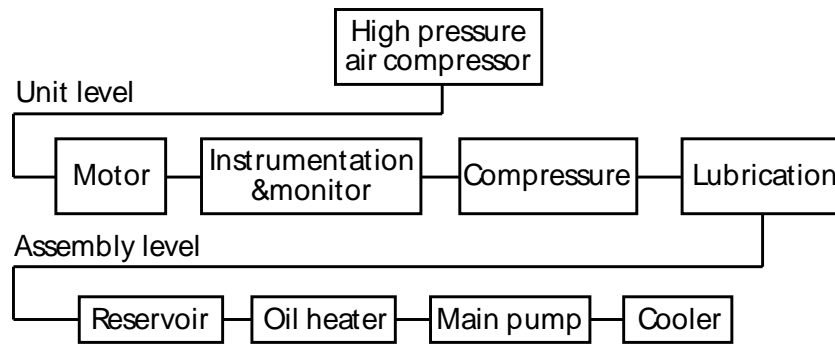 High pressure
air compressor
Unit level
Motor
Instrumentation
&monitor
Compressure
Lubrication
Assembly level
Reservoir
Oil heater
Main pump
Cooler